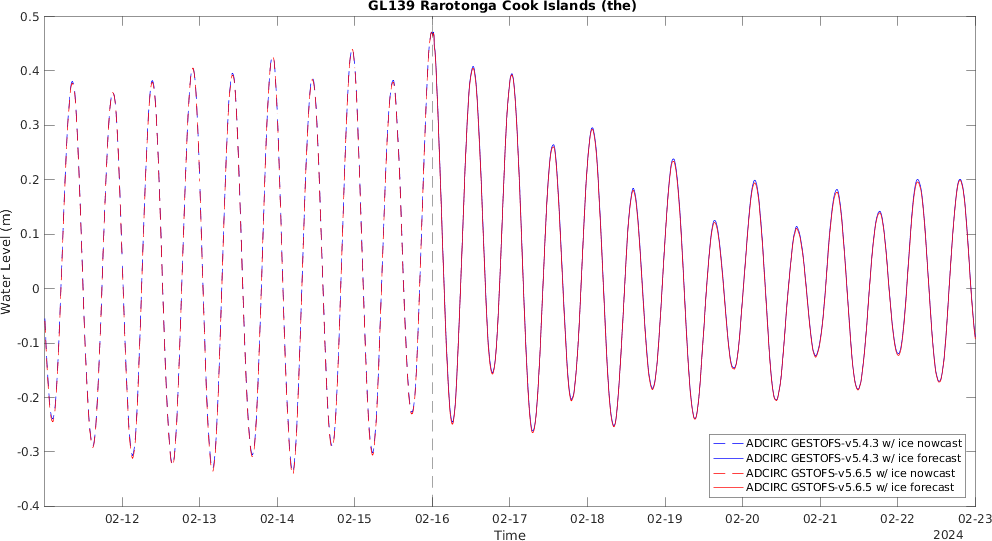 GL139 Rarotonga Cook Islands (the)
0.5
0.4
0.3
0.2
0.1
0
-0.1
-0.2
-0.3
-0.4
Water Level (m)
ADCIRC GESTOFS-v5.4.3 w/ ice nowcast
ADCIRC GESTOFS-v5.4.3 w/ ice forecast
ADCIRC GSTOFS-v5.6.5 w/ ice nowcast
ADCIRC GSTOFS-v5.6.5 w/ ice forecast
02-12 02-13 02-14 02-15 02-16 02-17 02-18 02-19 02-20 02-21 02-22 02-23
Time
2024